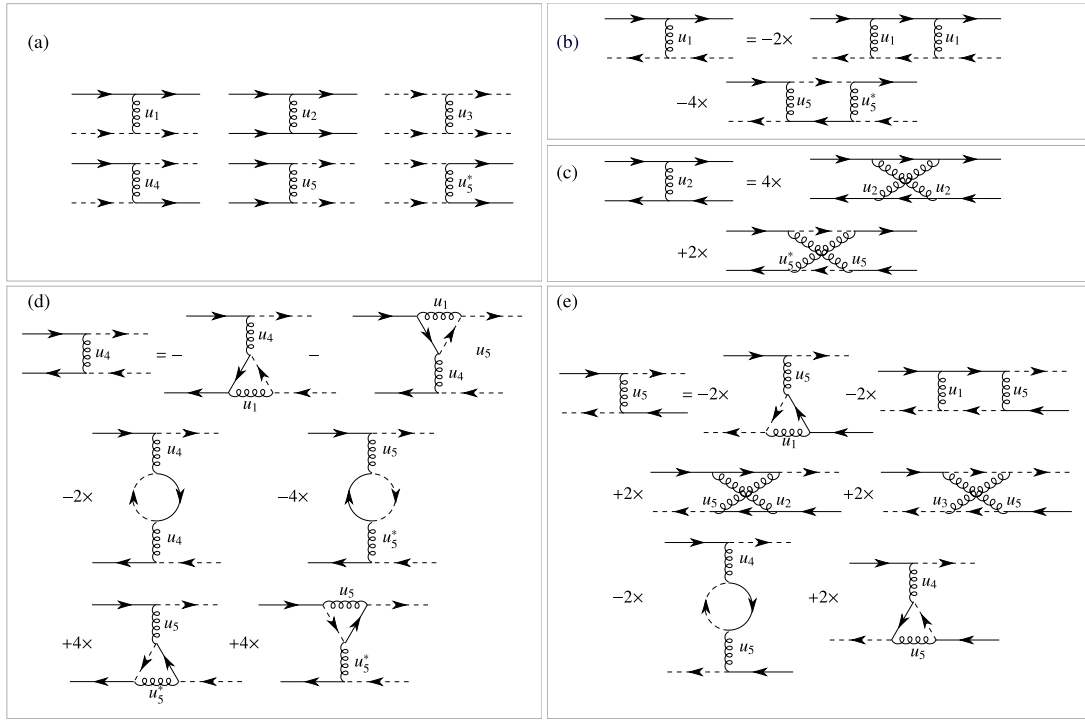 (a)
u₁ u₂ u₃
u₄ u₅ u₅*
(b)
u₁ = −2× u₁ u₁
−4× u₅ u₅*
(c)
u₂ = 4× u₂ u₂
+2× u₅* u₅
(d)
u₄ = − u₄ u₁ − u₁ u₄ u₅
−2× u₄ u₄ −4× u₅ u₅*
+4× u₅ u₅* +4× u₅ u₅*
(e)
u₅ = −2× u₅ u₁ −2× u₁ u₅
+2× u₅ u₂ +2× u₃ u₅
−2× u₄ u₅ +2× u₄ u₅